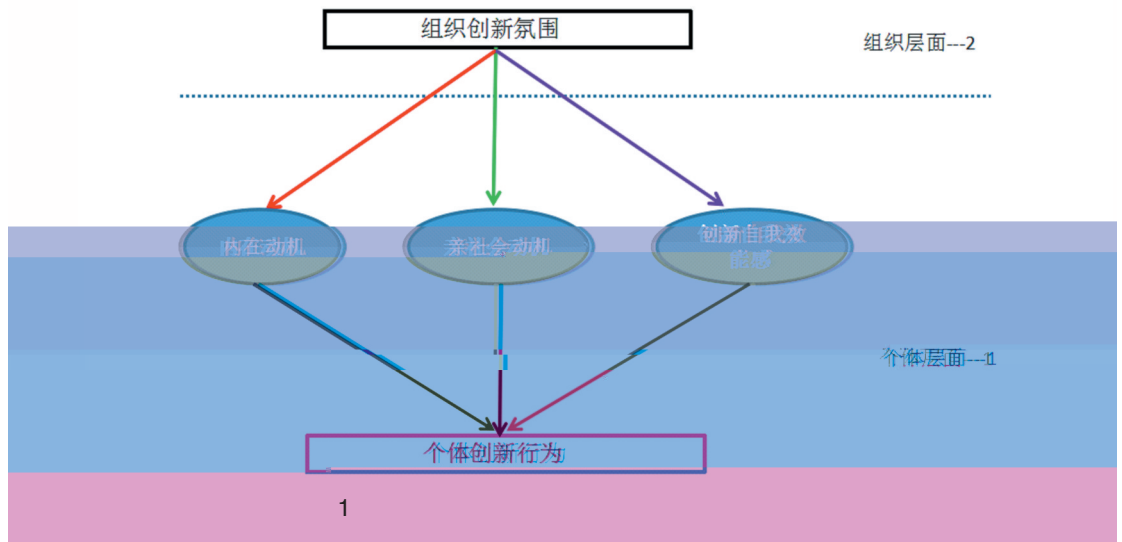 组织创新氛围
组织层面---2
内在动机
亲社会动机
创新自我效
能感
个体层面---1
个体创新行为
1